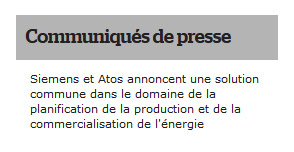 Communiqués de presse
Siemens et Atos annoncent une solution
commune dans le domaine de la
planification de la production et de la
commercialisation de l'énergie